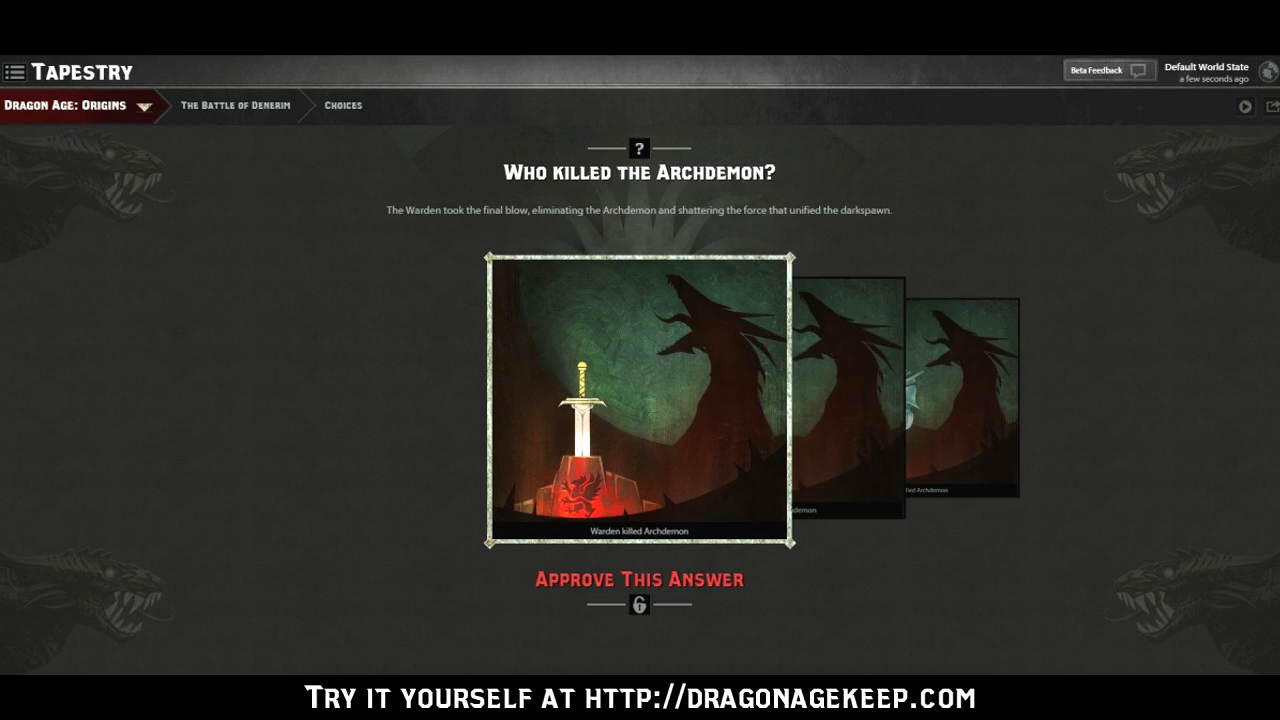 Tapestry
Beta Feedback
Default World State
a few seconds ago
Dragon Age: Origins
The Battle of Denerim
Choices
?
Who killed the Archdemon?
The Warden took the final blow, eliminating the Archdemon and shattering the force that unified the darkspawn.
Warden killed Archdemon
Archdemon
Approve This Answer
Try it yourself at http://dragonagekeep.com